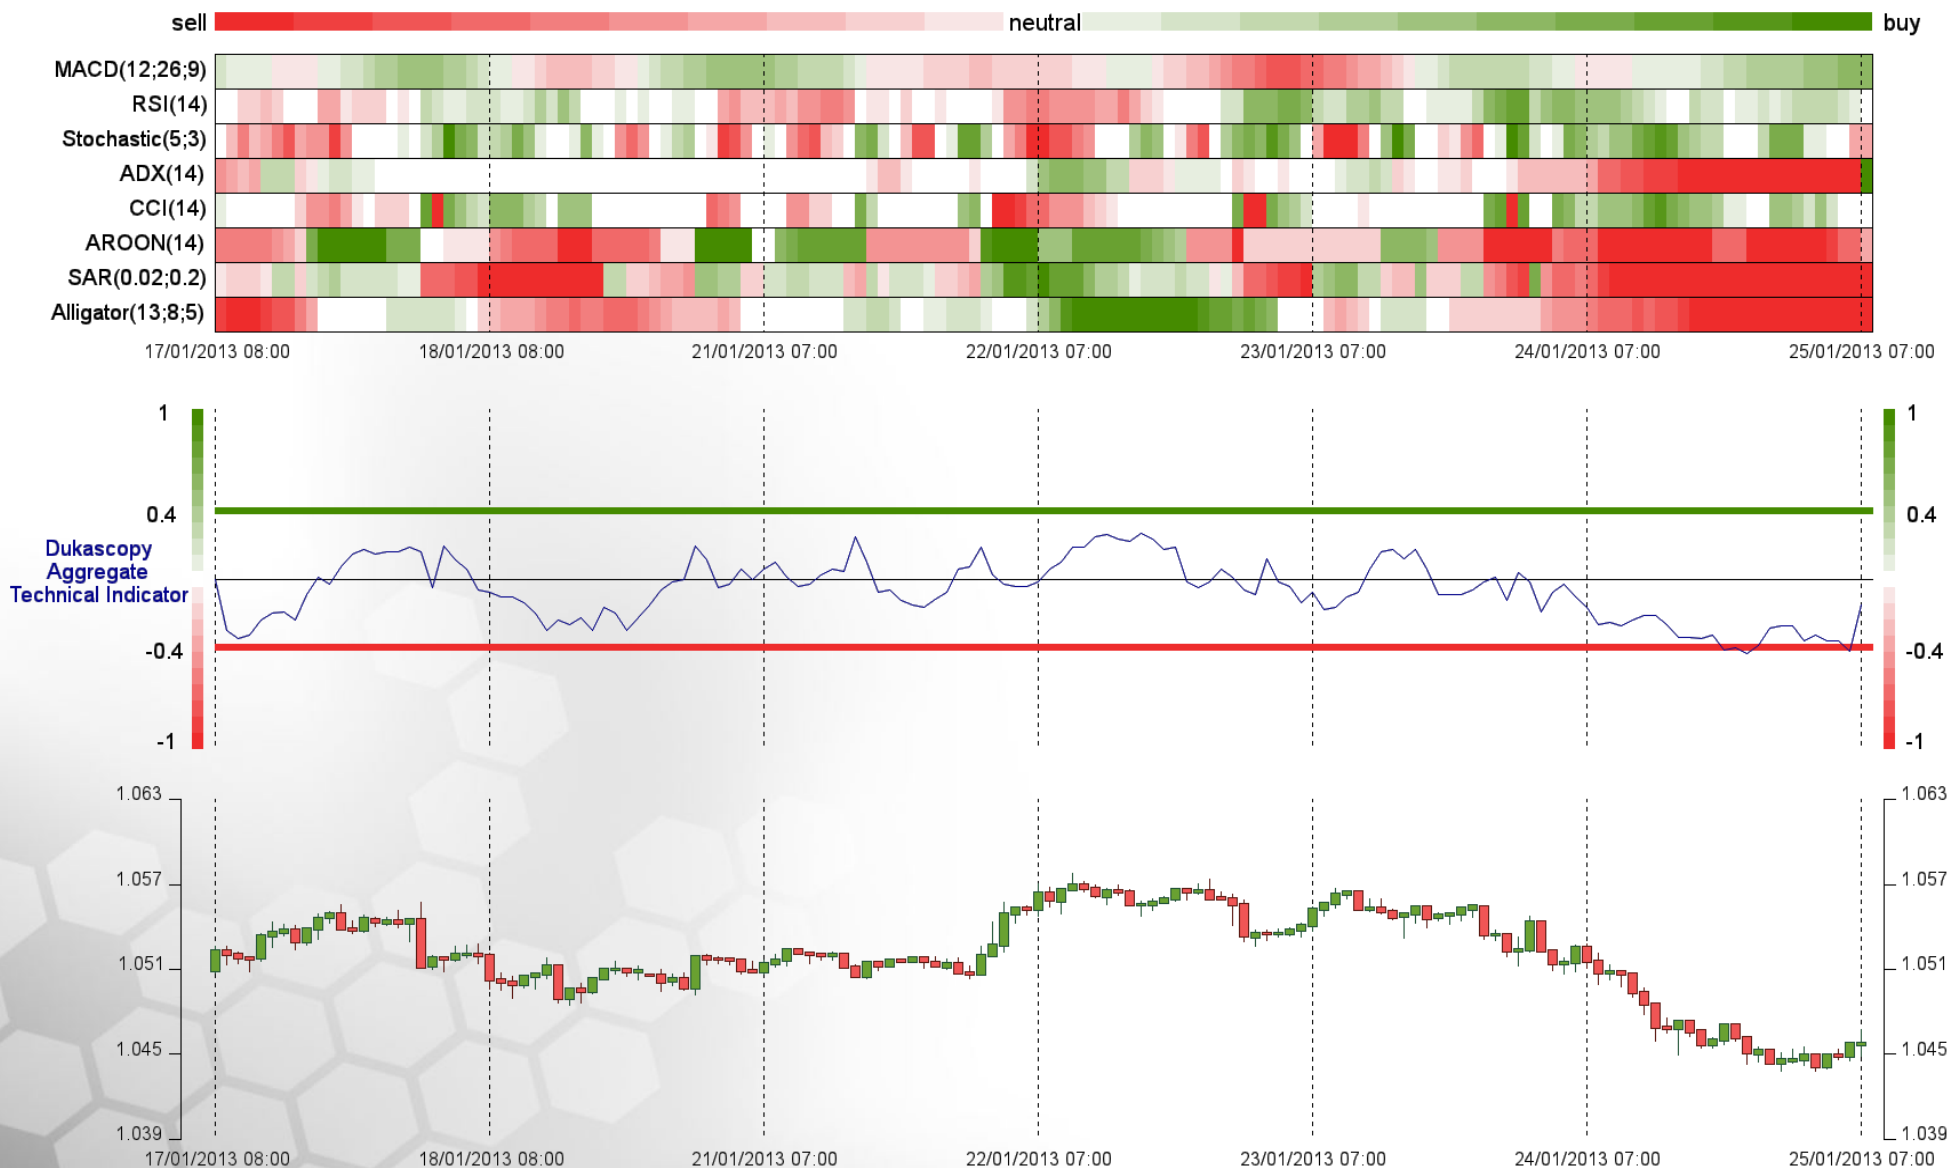 sell neutral buy
MACD(12;26;9)
RSI(14)
Stochastic(5;3)
ADX(14)
CCI(14)
AROON(14)
SAR(0.02;0.2)
Alligator(13;8;5)
17/01/2013 08:00 18/01/2013 08:00 21/01/2013 07:00 22/01/2013 07:00 23/01/2013 07:00 24/01/2013 07:00 25/01/2013 07:00
1 1
0.4 0.4
Dukascopy
Aggregate
Technical Indicator
-0.4 -0.4
-1 -1
1.063 1.063
1.057 1.057
1.051 1.051
1.045 1.045
1.039 1.039
17/01/2013 08:00 18/01/2013 08:00 21/01/2013 07:00 22/01/2013 07:00 23/01/2013 07:00 24/01/2013 07:00 25/01/2013 07:00